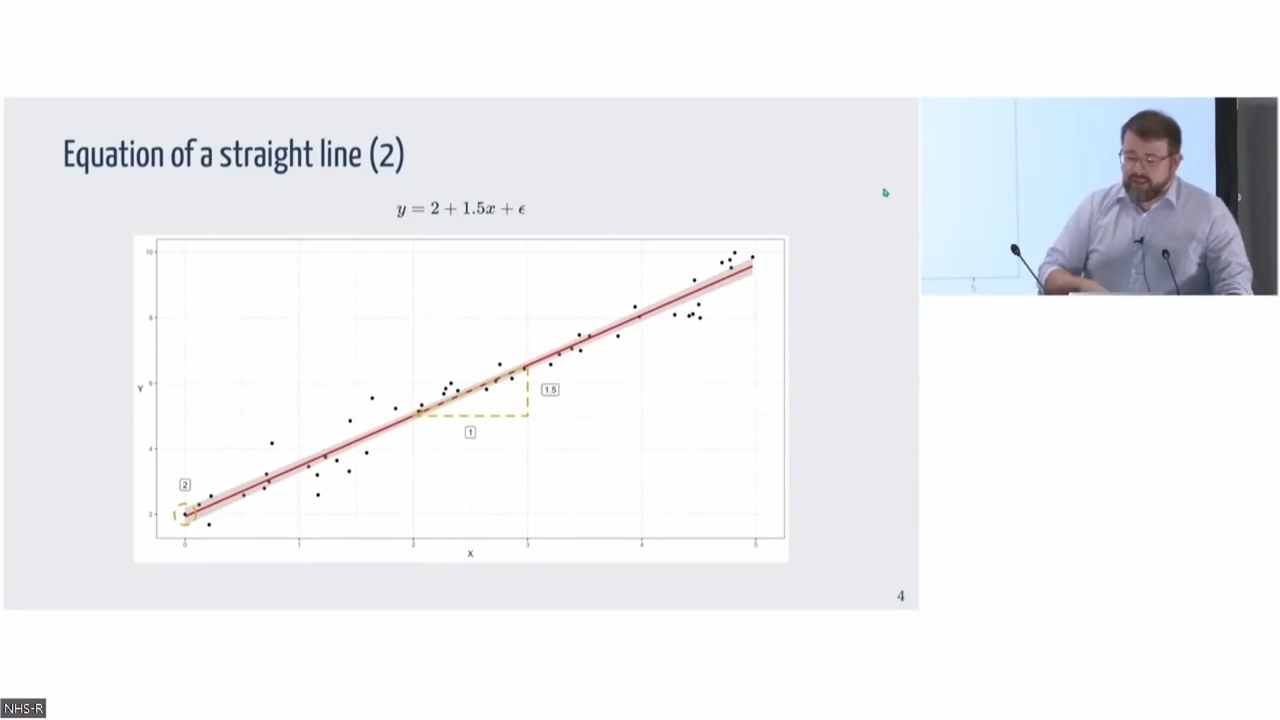 Equation of a straight line (2)
y = 2 + 1.5x + ϵ
10
8
6
4
2
Y
2
1
1.5
0 1 2 3 4 5
X
4
NHS-R